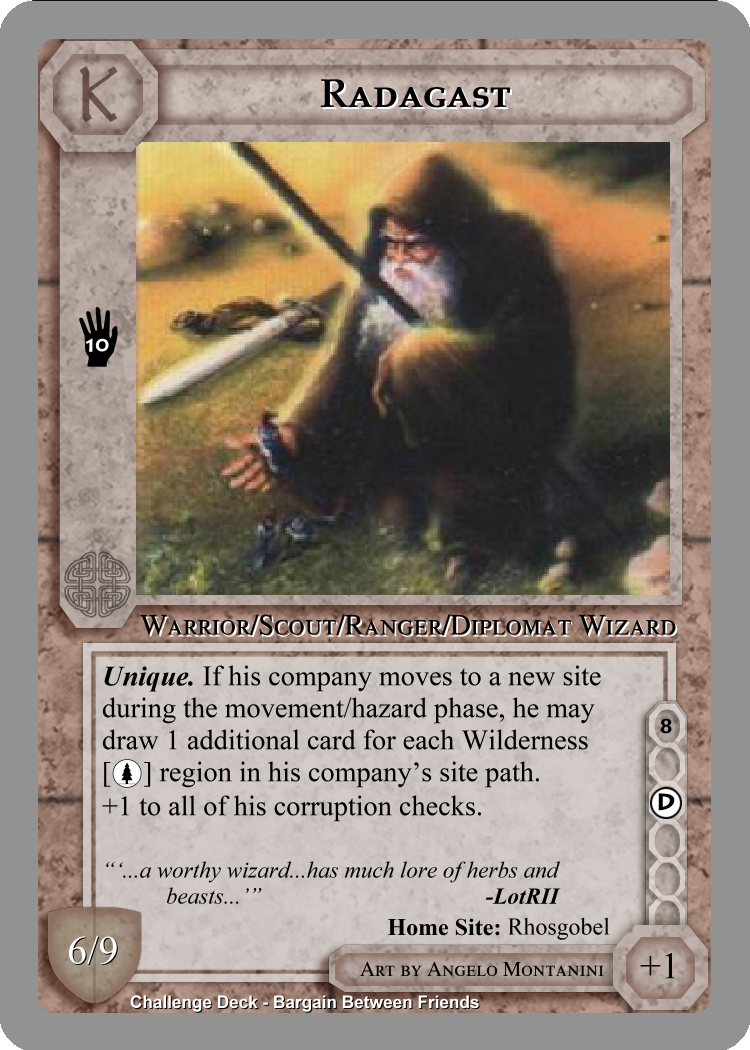 K
Radagast
10
Warrior/Scout/Ranger/Diplomat Wizard
Unique. If his company moves to a new site
during the movement/hazard phase, he may
draw 1 additional card for each Wilderness
[ ] region in his company’s site path.
+1 to all of his corruption checks.
8
D
“‘...a worthy wizard...has much lore of herbs and
beasts...’”
-LotRII
Home Site: Rhosgobel
6/9
Art by Angelo Montanini
+1
Challenge Deck - Bargain Between Friends